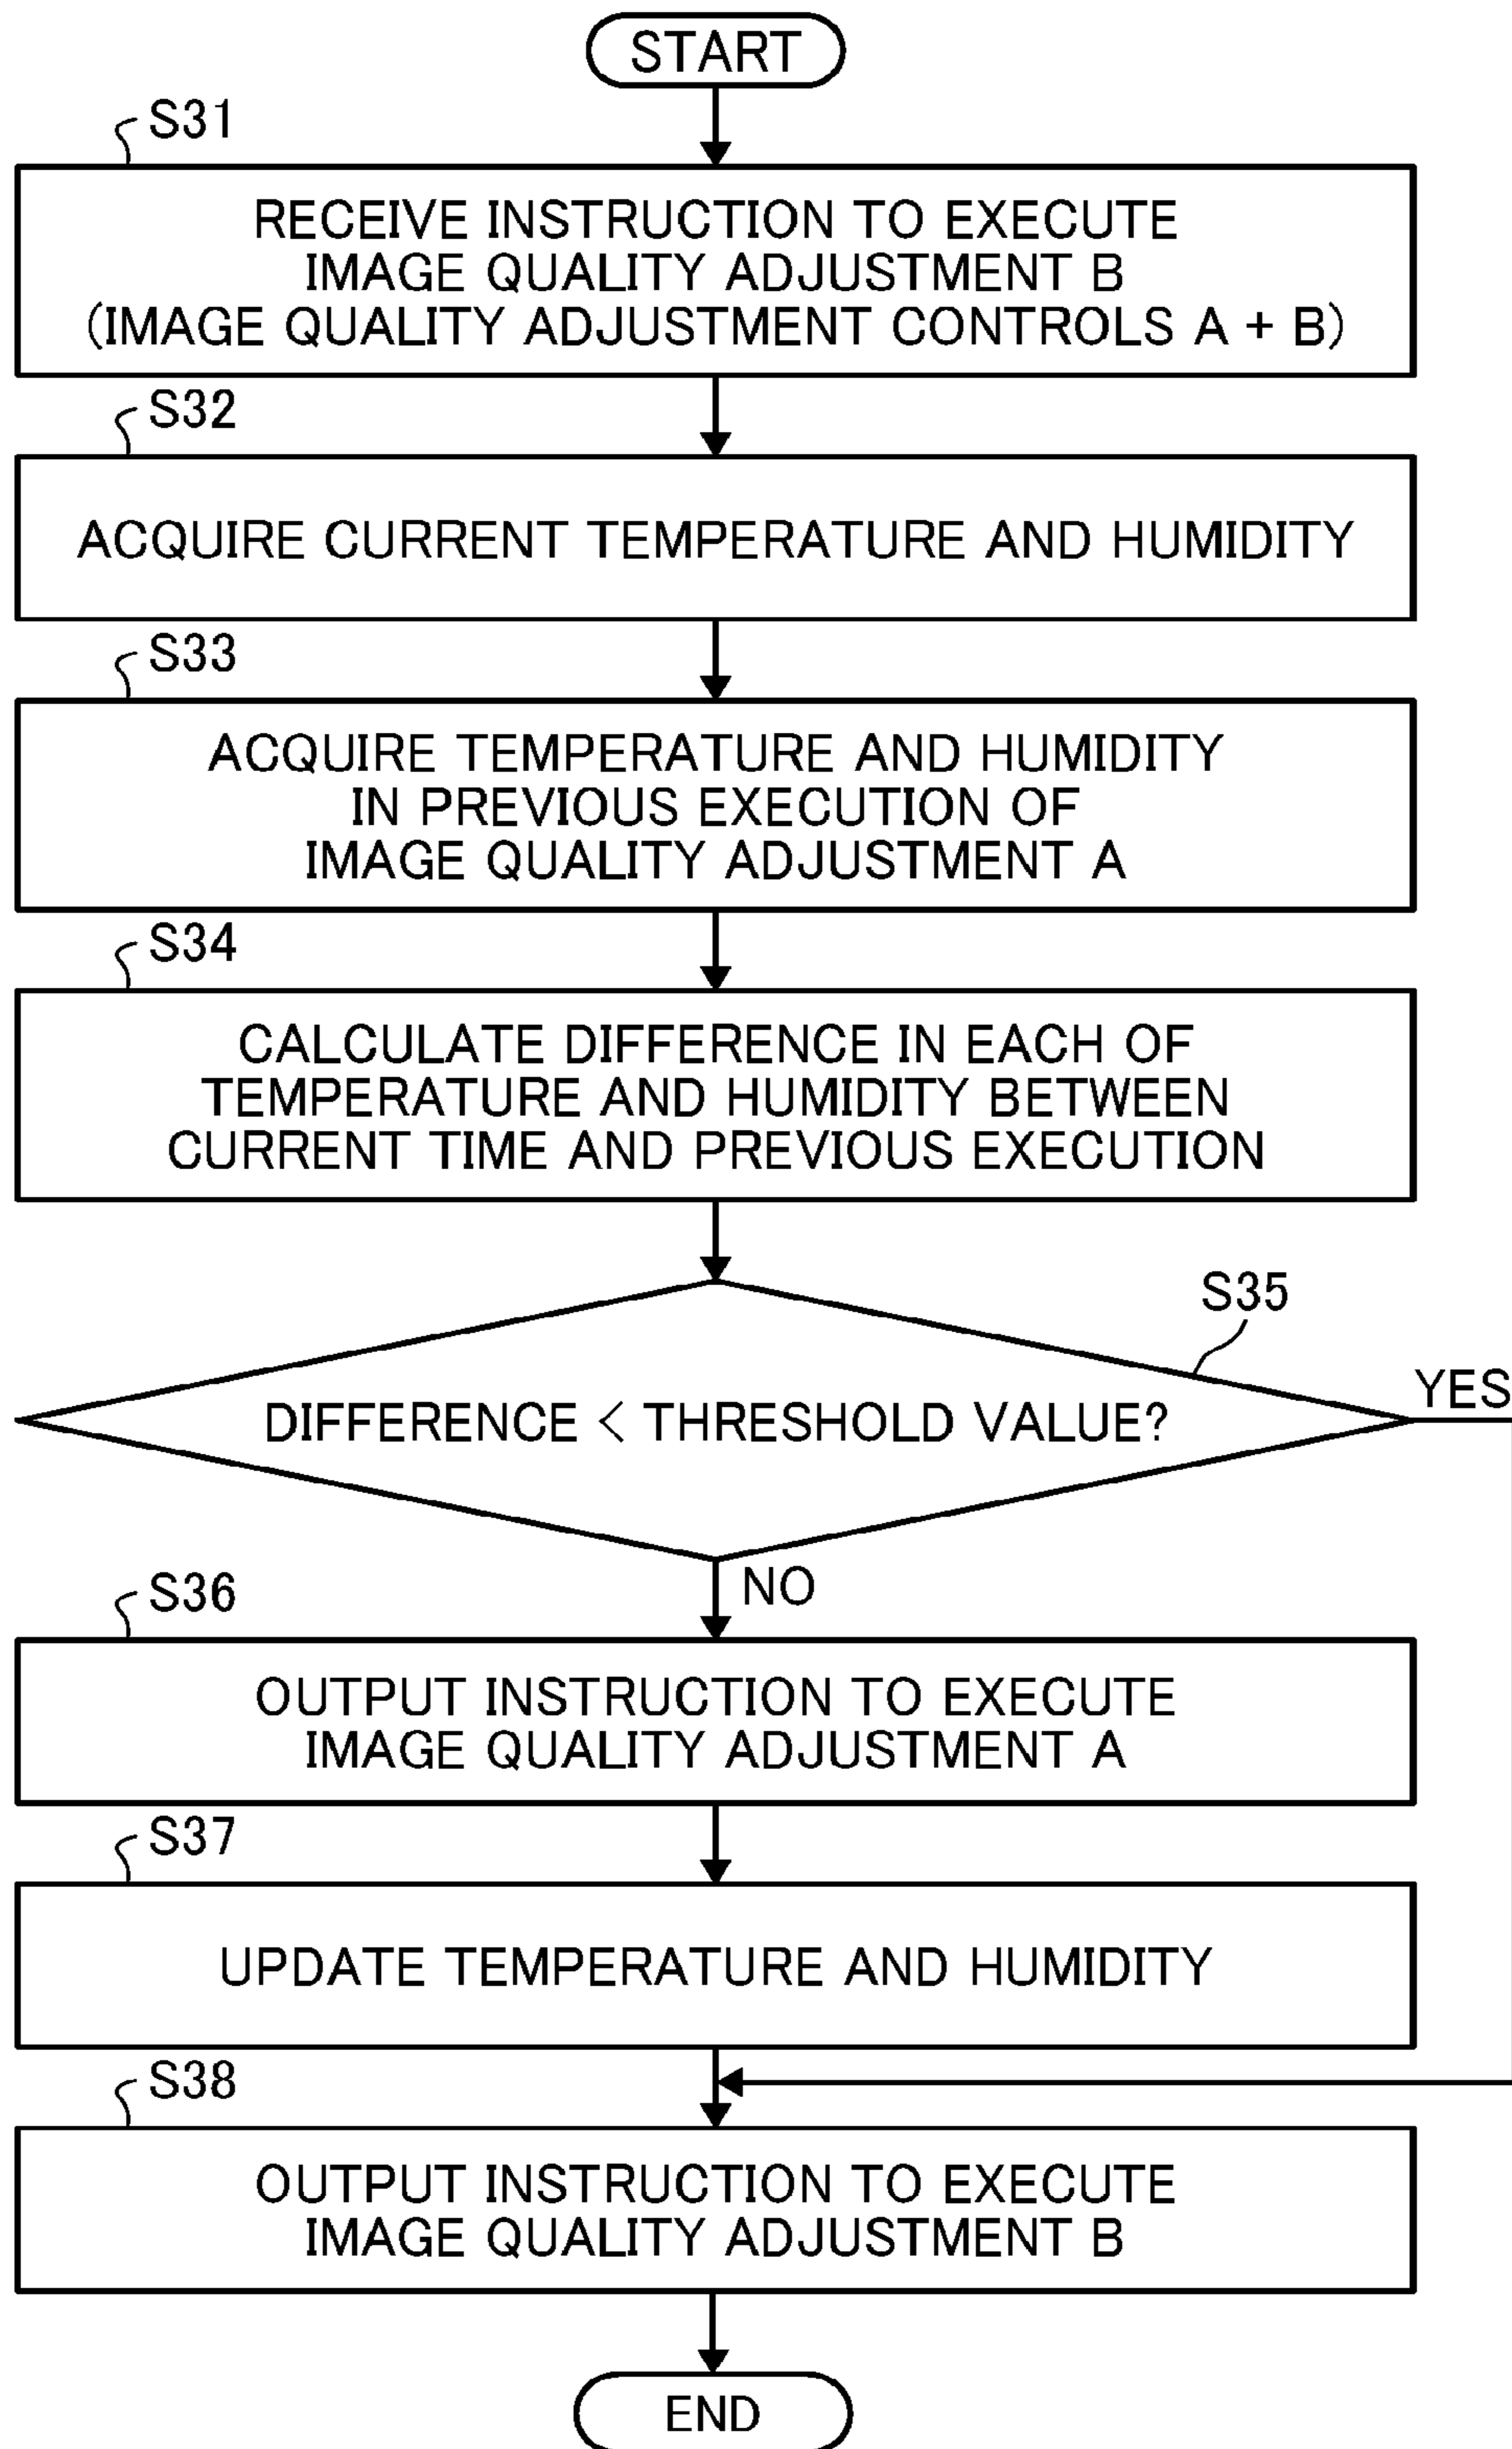 START
S31
RECEIVE INSTRUCTION TO EXECUTE
IMAGE QUALITY ADJUSTMENT B
(IMAGE QUALITY ADJUSTMENT CONTROLS A + B)
S32
ACQUIRE CURRENT TEMPERATURE AND HUMIDITY
S33
ACQUIRE TEMPERATURE AND HUMIDITY
IN PREVIOUS EXECUTION OF
IMAGE QUALITY ADJUSTMENT A
S34
CALCULATE DIFFERENCE IN EACH OF
TEMPERATURE AND HUMIDITY BETWEEN
CURRENT TIME AND PREVIOUS EXECUTION
S35
DIFFERENCE < THRESHOLD VALUE?
YES
NO
S36
OUTPUT INSTRUCTION TO EXECUTE
IMAGE QUALITY ADJUSTMENT A
S37
UPDATE TEMPERATURE AND HUMIDITY
S38
OUTPUT INSTRUCTION TO EXECUTE
IMAGE QUALITY ADJUSTMENT B
END